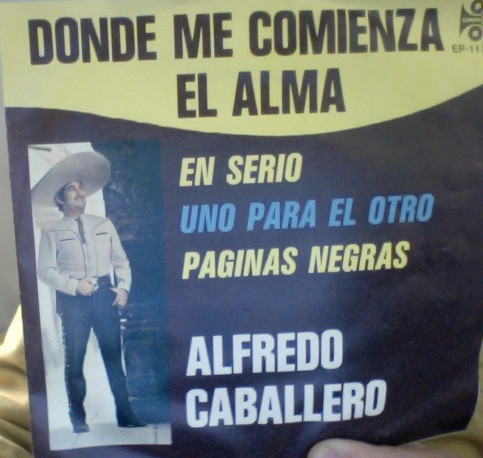 DONDE ME COMIENZA
EL ALMA
EN SERIO
UNO PARA EL OTRO
PAGINAS NEGRAS
ALFREDO
CABALLERO